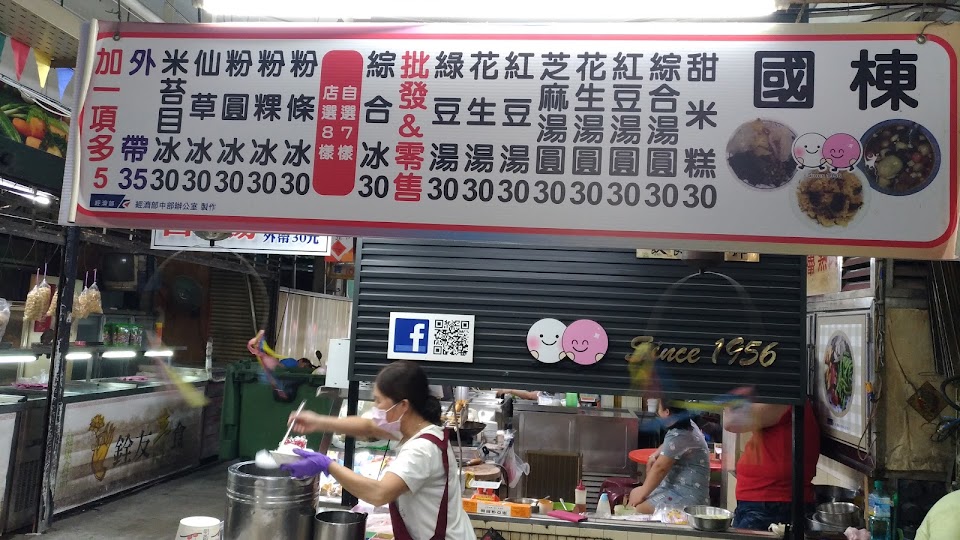 國棟
甜米糕30
綜合湯圓30
紅豆湯圓30
花生湯圓30
芝麻湯圓30
紅豆湯30
花生湯30
綠豆湯30
批發&零售
綜合冰30
自選7樣
店選8樣
粉條冰30
粉粿冰30
粉圓冰30
仙草冰30
米苔目冰30
外帶35
加一項多5
經濟部 經濟部中部辦公室 製作
外帶30元
f
Since 1956
銓友 食